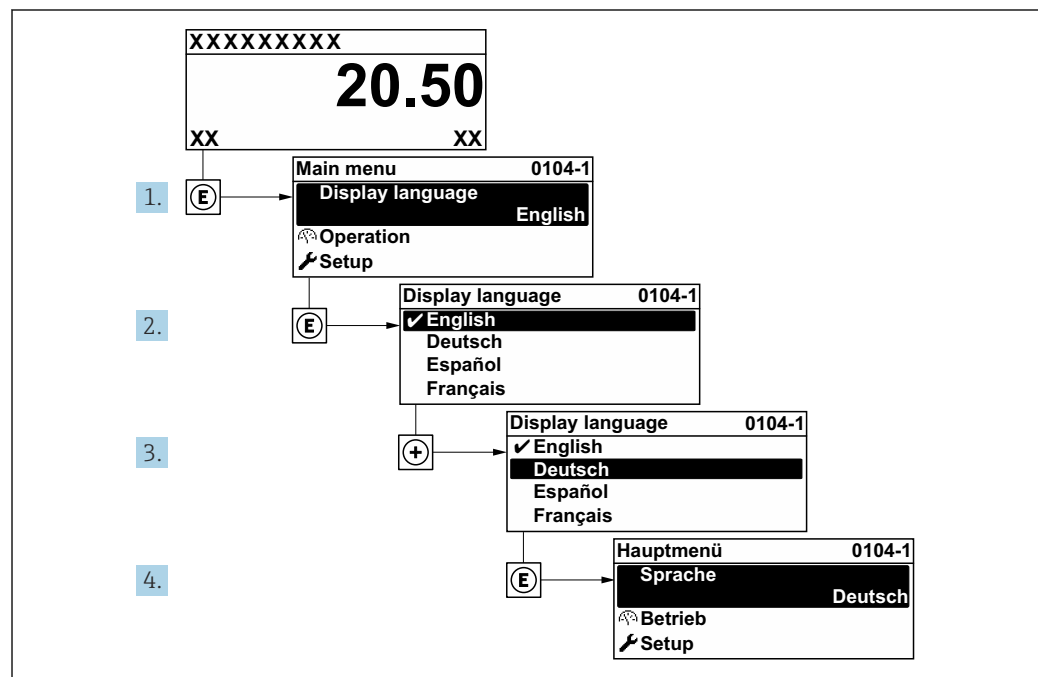 XXXXXXXXX
20.50
XX XX
1. E
Main menu 0104-1
Display language
English
Operation
Setup
2. E
Display language 0104-1
✔English
Deutsch
Español
Français
3. +
Display language 0104-1
✔English
Deutsch
Español
Français
4. E
Hauptmenü 0104-1
Sprache
Deutsch
Betrieb
Setup